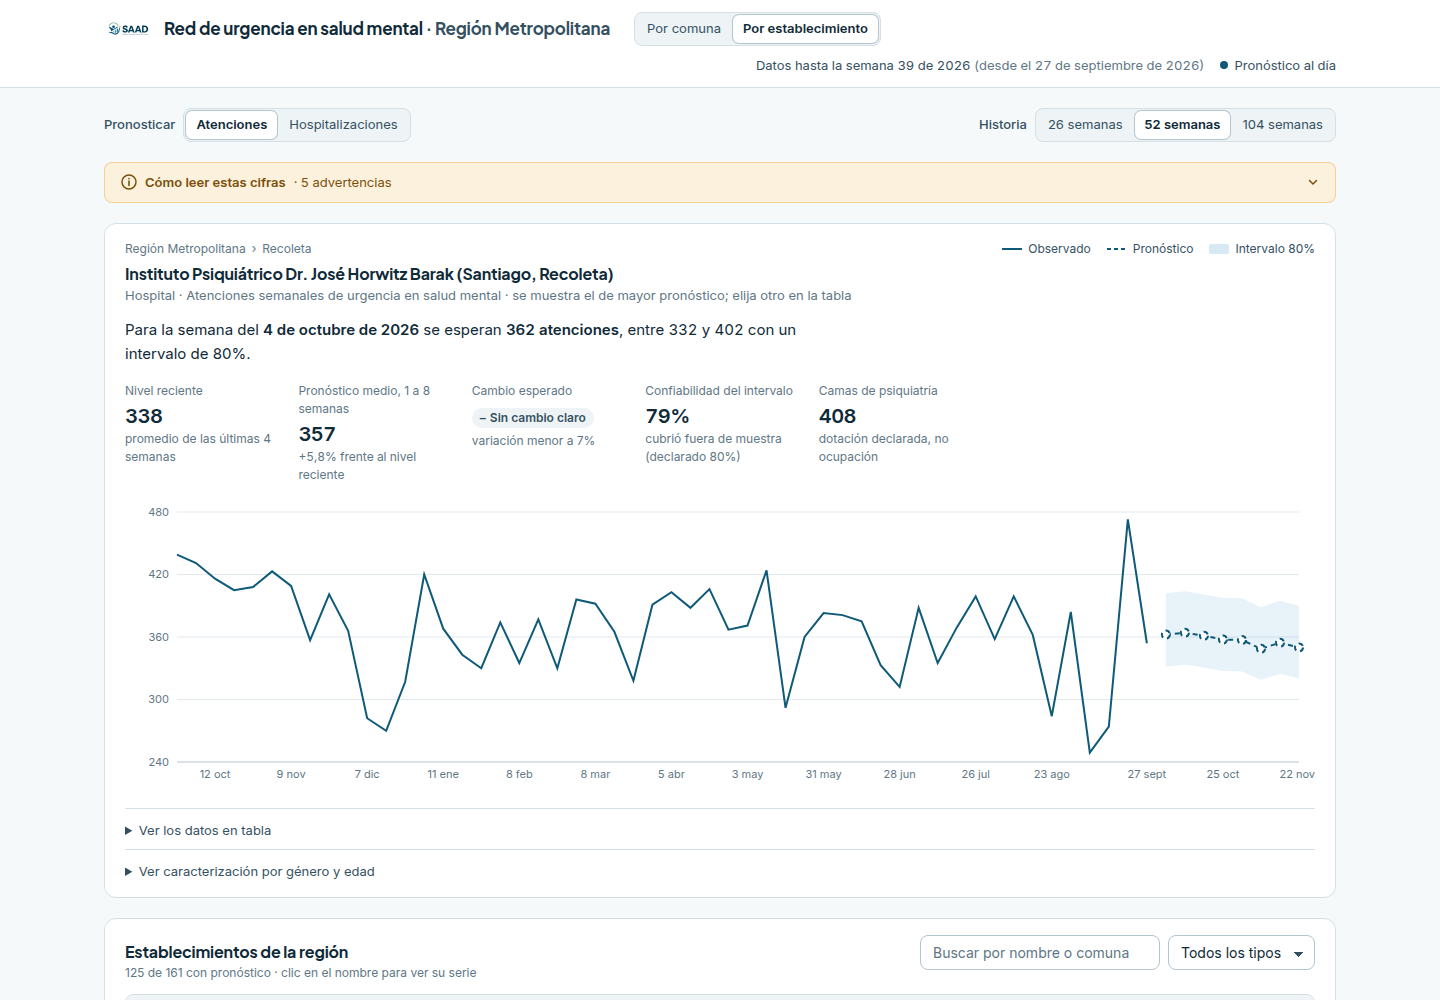 SAAD
Red de urgencia en salud mental · Región Metropolitana
Por comuna
Por establecimiento
Datos hasta la semana 39 de 2026 (desde el 27 de septiembre de 2026)
Pronóstico al día
Pronosticar
Atenciones
Hospitalizaciones
Historia
26 semanas
52 semanas
104 semanas
Cómo leer estas cifras · 5 advertencias
Región Metropolitana › Recoleta
Observado
Pronóstico
Intervalo 80%
Instituto Psiquiátrico Dr. José Horwitz Barak (Santiago, Recoleta)
Hospital · Atenciones semanales de urgencia en salud mental · se muestra el de mayor pronóstico; elija otro en la tabla
Para la semana del 4 de octubre de 2026 se esperan 362 atenciones, entre 332 y 402 con un
intervalo de 80%.
Nivel reciente
338
promedio de las últimas 4
semanas
Pronóstico medio, 1 a 8
semanas
357
+5,8% frente al nivel
reciente
Cambio esperado
– Sin cambio claro
variación menor a 7%
Confiabilidad del intervalo
79%
cubrió fuera de muestra
(declarado 80%)
Camas de psiquiatría
408
dotación declarada, no
ocupación
480
420
360
300
240
12 oct
9 nov
7 dic
11 ene
8 feb
8 mar
5 abr
3 may
31 may
28 jun
26 jul
23 ago
27 sept
25 oct
22 nov
Ver los datos en tabla
Ver caracterización por género y edad
Establecimientos de la región
125 de 161 con pronóstico · clic en el nombre para ver su serie
Buscar por nombre o comuna
Todos los tipos